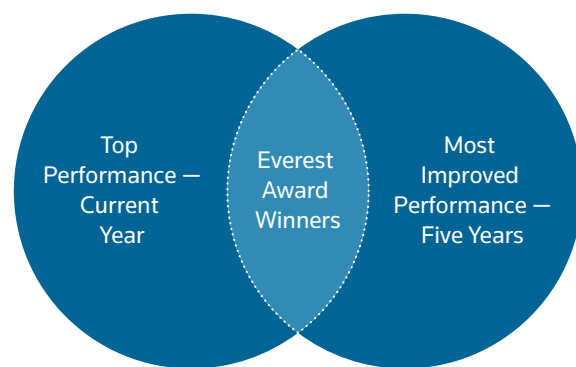 Top
Performance —
Current
Year
Everest
Award
Winners
Most
Improved
Performance —
Five Years